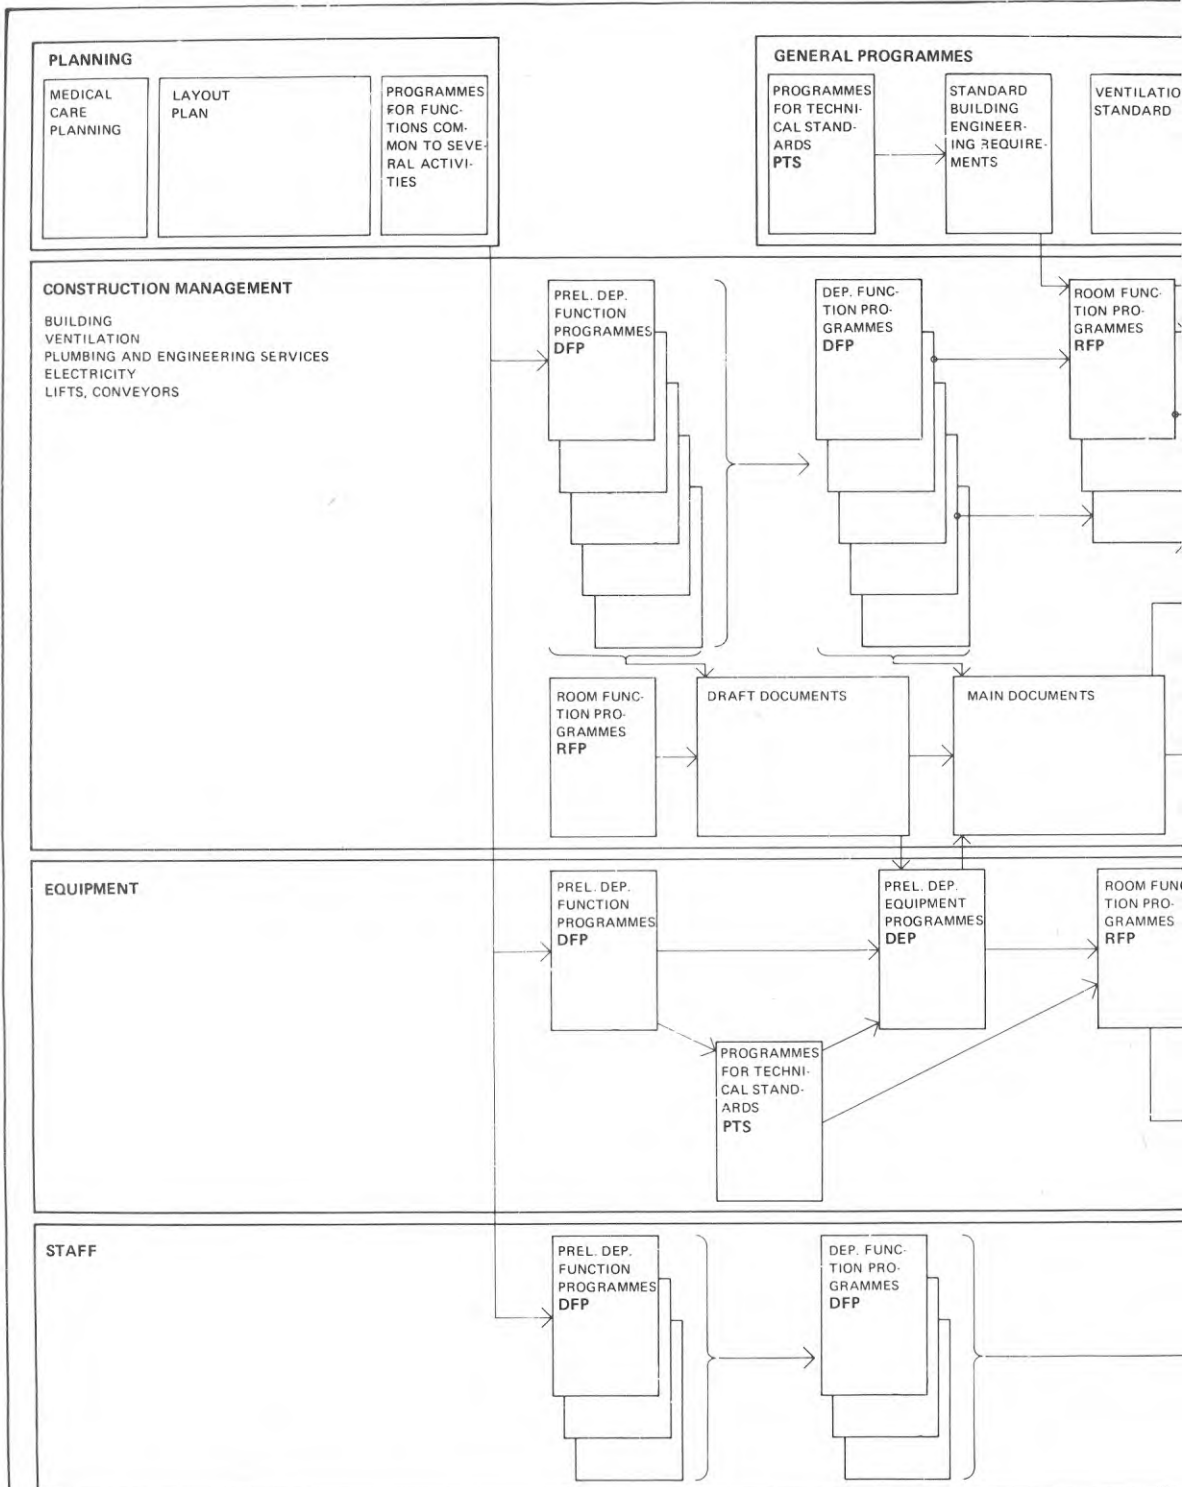 PLANNING
MEDICAL
CARE
PLANNING
LAYOUT
PLAN
PROGRAMMES
FOR FUNC-
TIONS COM-
MON TO SEVE-
RAL ACTIVI-
TIES
GENERAL PROGRAMMES
PROGRAMMES
FOR TECHNI-
CAL STAND-
ARDS
PTS
STANDARD
BUILDING
ENGINEER-
ING REQUIRE-
MENTS
VENTILATIO
STANDARD
CONSTRUCTION MANAGEMENT
BUILDING
VENTILATION
PLUMBING AND ENGINEERING SERVICES
ELECTRICITY
LIFTS, CONVEYORS
PREL. DEP.
FUNCTION
PROGRAMMES
DFP
DEP. FUNC-
TION PRO-
GRAMMES
DFP
ROOM FUNC-
TION PRO-
GRAMMES
RFP
ROOM FUNC-
TION PRO-
GRAMMES
RFP
DRAFT DOCUMENTS
MAIN DOCUMENTS
EQUIPMENT
PREL. DEP.
FUNCTION
PROGRAMMES
DFP
PREL. DEP.
EQUIPMENT
PROGRAMMES
DEP
ROOM FUNC
TION PRO-
GRAMMES
RFP
PROGRAMMES
FOR TECHNI-
CAL STAND-
ARDS
PTS
STAFF
PREL. DEP.
FUNCTION
PROGRAMMES
DFP
DEP. FUNC-
TION PRO-
GRAMMES
DFP